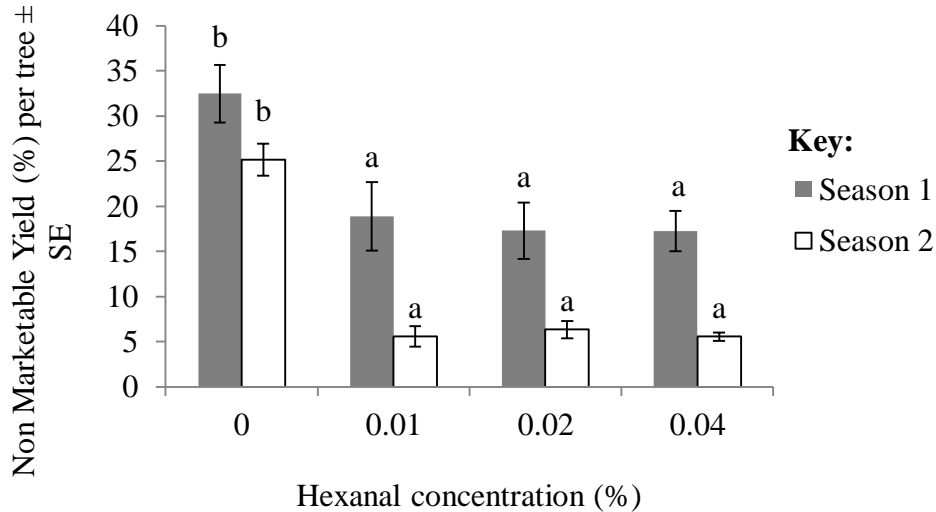 Non Marketable Yield (%) per tree ±
SE
40
35
30
25
20
15
10
5
0
b
b
a
a
a
a
a
a
0
0.01
0.02
0.04
Hexanal concentration (%)
Key:
Season 1
Season 2